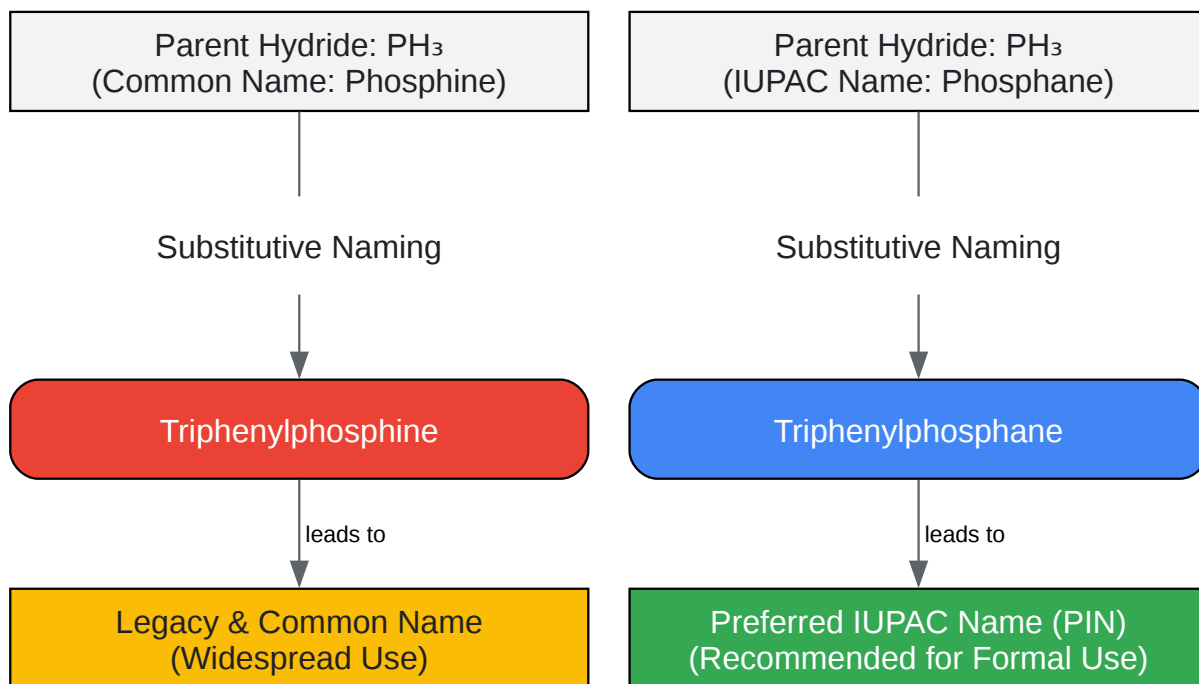 Parent Hydride: PH₃
(Common Name: Phosphine)
Substitutive Naming
Triphenylphosphine
leads to
Legacy & Common Name
(Widespread Use)
Parent Hydride: PH₃
(IUPAC Name: Phosphane)
Substitutive Naming
Triphenylphosphane
leads to
Preferred IUPAC Name (PIN)
(Recommended for Formal Use)